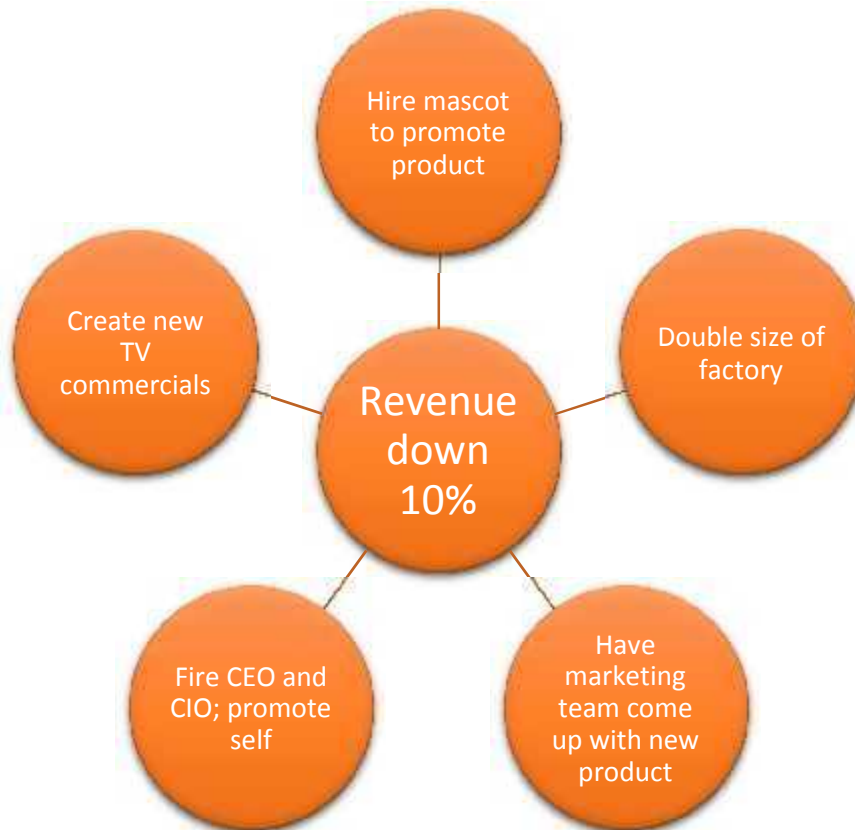 Hire mascot
to promote
product
Create new
TV
commercials
Double size of
factory
Revenue
down
10%
Fire CEO and
CIO; promote
self
Have
marketing
team come
up with new
product